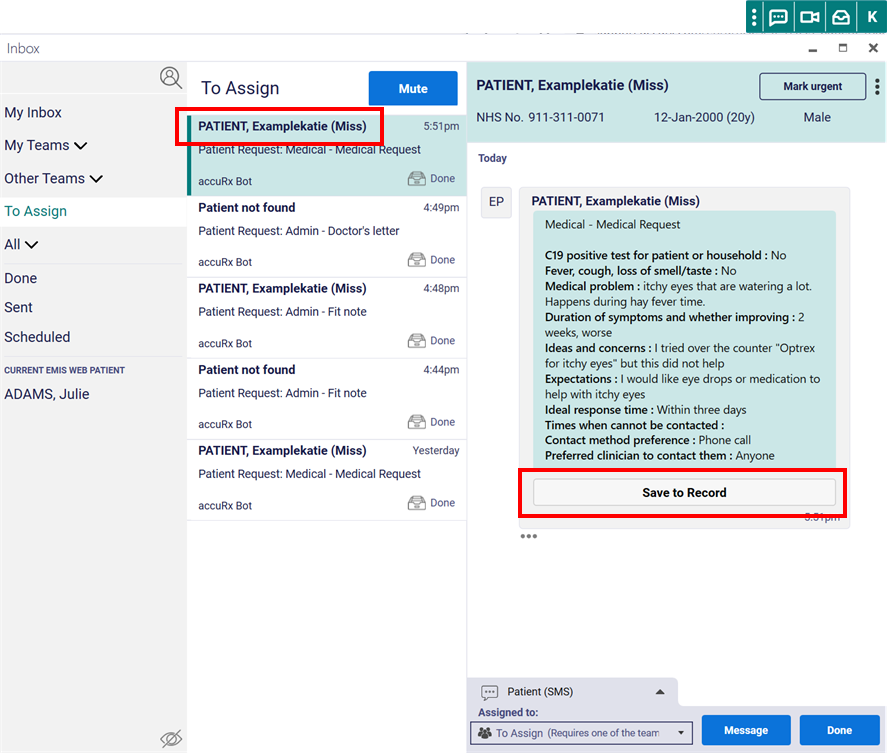 K
Inbox
My Inbox
My Teams
Other Teams
To Assign
All
Done
Sent
Scheduled
CURRENT EMIS WEB PATIENT
ADAMS, Julie
To Assign
Mute
PATIENT, Examplekatie (Miss)
5:51pm
Patient Request: Medical - Medical Request
accuRx Bot
Done
Patient not found
4:49pm
Patient Request: Admin - Doctor's letter
accuRx Bot
Done
PATIENT, Examplekatie (Miss)
4:48pm
Patient Request: Admin - Fit note
accuRx Bot
Done
Patient not found
4:44pm
Patient Request: Admin - Fit note
accuRx Bot
Done
PATIENT, Examplekatie (Miss)
Yesterday
Patient Request: Medical - Medical Request
accuRx Bot
Done
PATIENT, Examplekatie (Miss)
Mark urgent
NHS No. 911-311-0071
12-Jan-2000 (20y)
Male
Today
EP
PATIENT, Examplekatie (Miss)
Medical - Medical Request
C19 positive test for patient or household : No
Fever, cough, loss of smell/taste : No
Medical problem : itchy eyes that are watering a lot.
Happens during hay fever time.
Duration of symptoms and whether improving : 2
weeks, worse
Ideas and concerns : I tried over the counter "Optrex
for itchy eyes" but this did not help
Expectations : I would like eye drops or medication to
help with itchy eyes
Ideal response time : Within three days
Times when cannot be contacted :
Contact method preference : Phone call
Preferred clinician to contact them : Anyone
Save to Record
5:51pm
Patient (SMS)
Assigned to:
To Assign (Requires one of the team
Message
Done